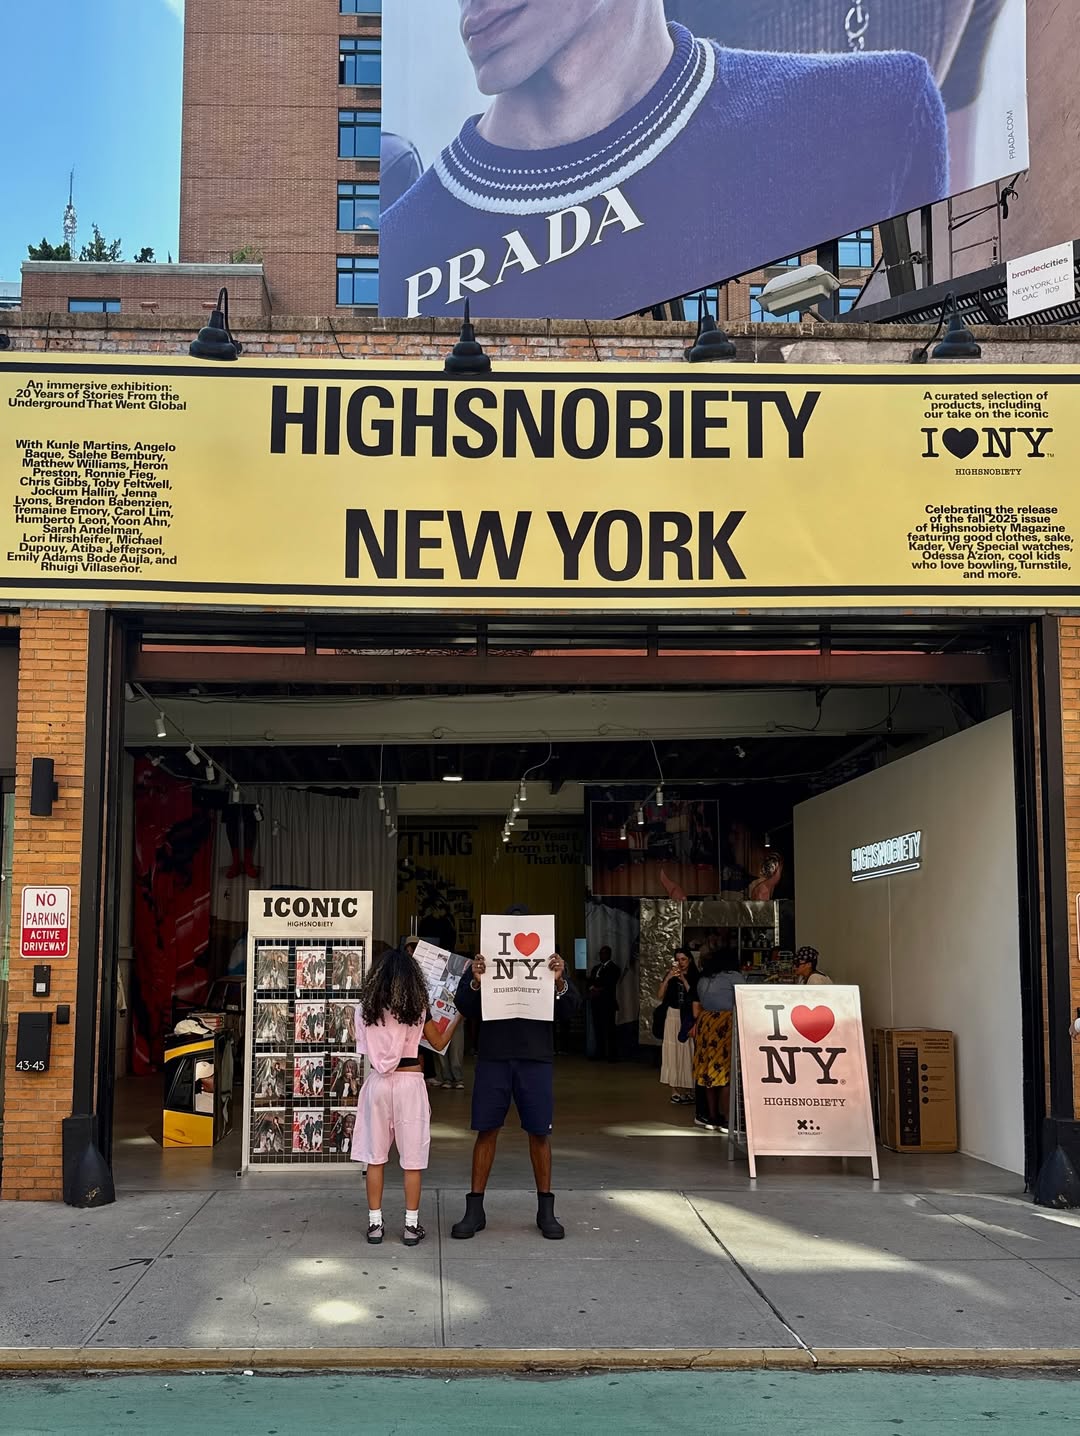 PRADA
PRADA.COM
brandedcities
NEW YORK, LLC
OAC 1109
An immersive exhibition:
20 Years of Stories From the
Underground That Went Global
With Kunle Martins, Angelo
Baque, Salehe Bembury,
Matthew Williams, Heron
Preston, Ronnie Fieg,
Chris Gibbs, Toby Feltwell,
Jockum Hallin, Jenna
Lyons, Brendon Babenzien,
Tremaine Emory, Carol Lim,
Humberto Leon, Yoon Ahn,
Sarah Andelman,
Lori Hirshleifer, Michael
Dupouy, Atiba Jefferson,
Emily Adams Bode Aujla, and
Rhuigi Villaseñor.
HIGHSNOBIETY
NEW YORK
A curated selection of
products, including
our take on the iconic
I ♥ NY™
HIGHSNOBIETY
Celebrating the release
of the fall 2025 issue
of Highsnobiety Magazine
featuring good clothes, sake,
Kader, Very Special watches,
Odessa A'zion, cool kids
who love bowling, Turnstile,
and more.
NO
PARKING
ACTIVE
DRIVEWAY
43-45
THING
20 Years
From the
That We
HIGHSNOBIETY
ICONIC
HIGHSNOBIETY
I ♥
NY®
HIGHSNOBIETY
I ♥ NY
I ♥
NY®
HIGHSNOBIETY